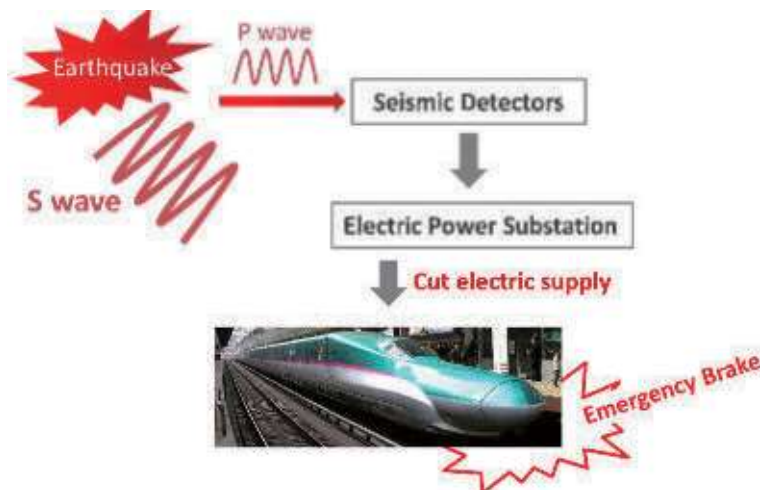 P wave
Earthquake
Seismic Detectors
S wave
Electric Power Substation
Cut electric supply
Emergency Brake